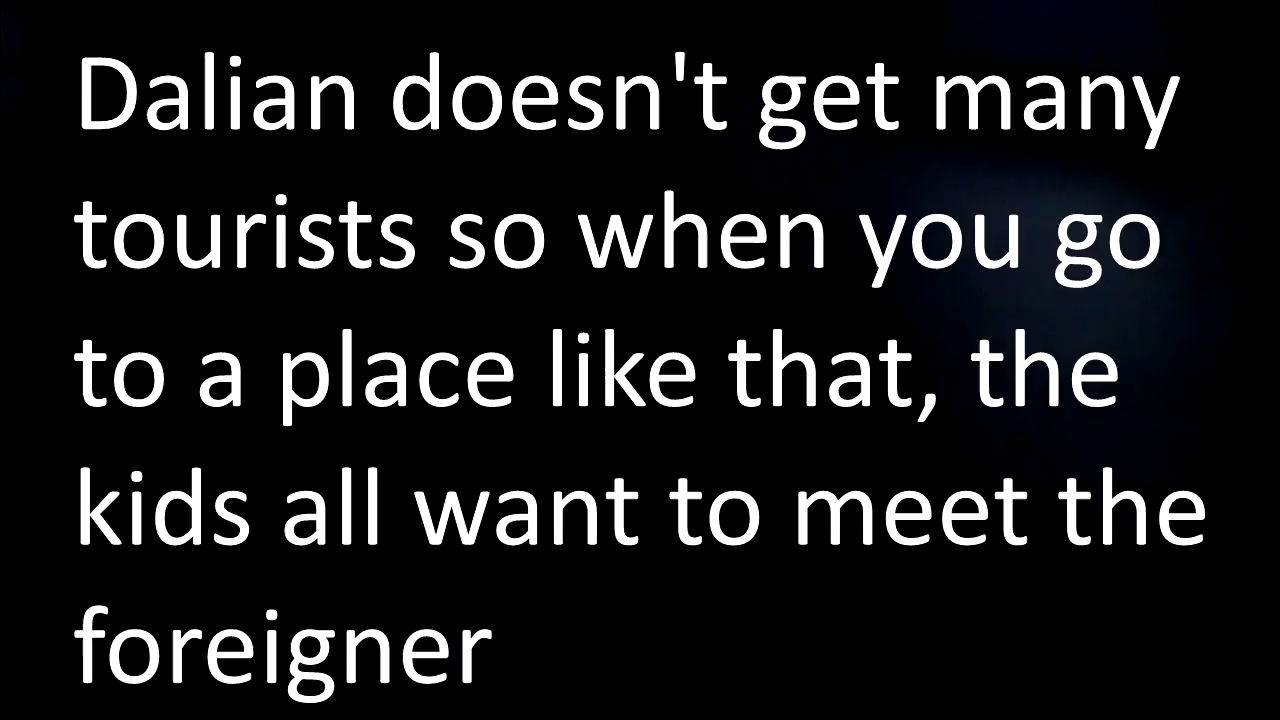 Dalian doesn't get many
tourists so when you go
to a place like that, the
kids all want to meet the
foreigner